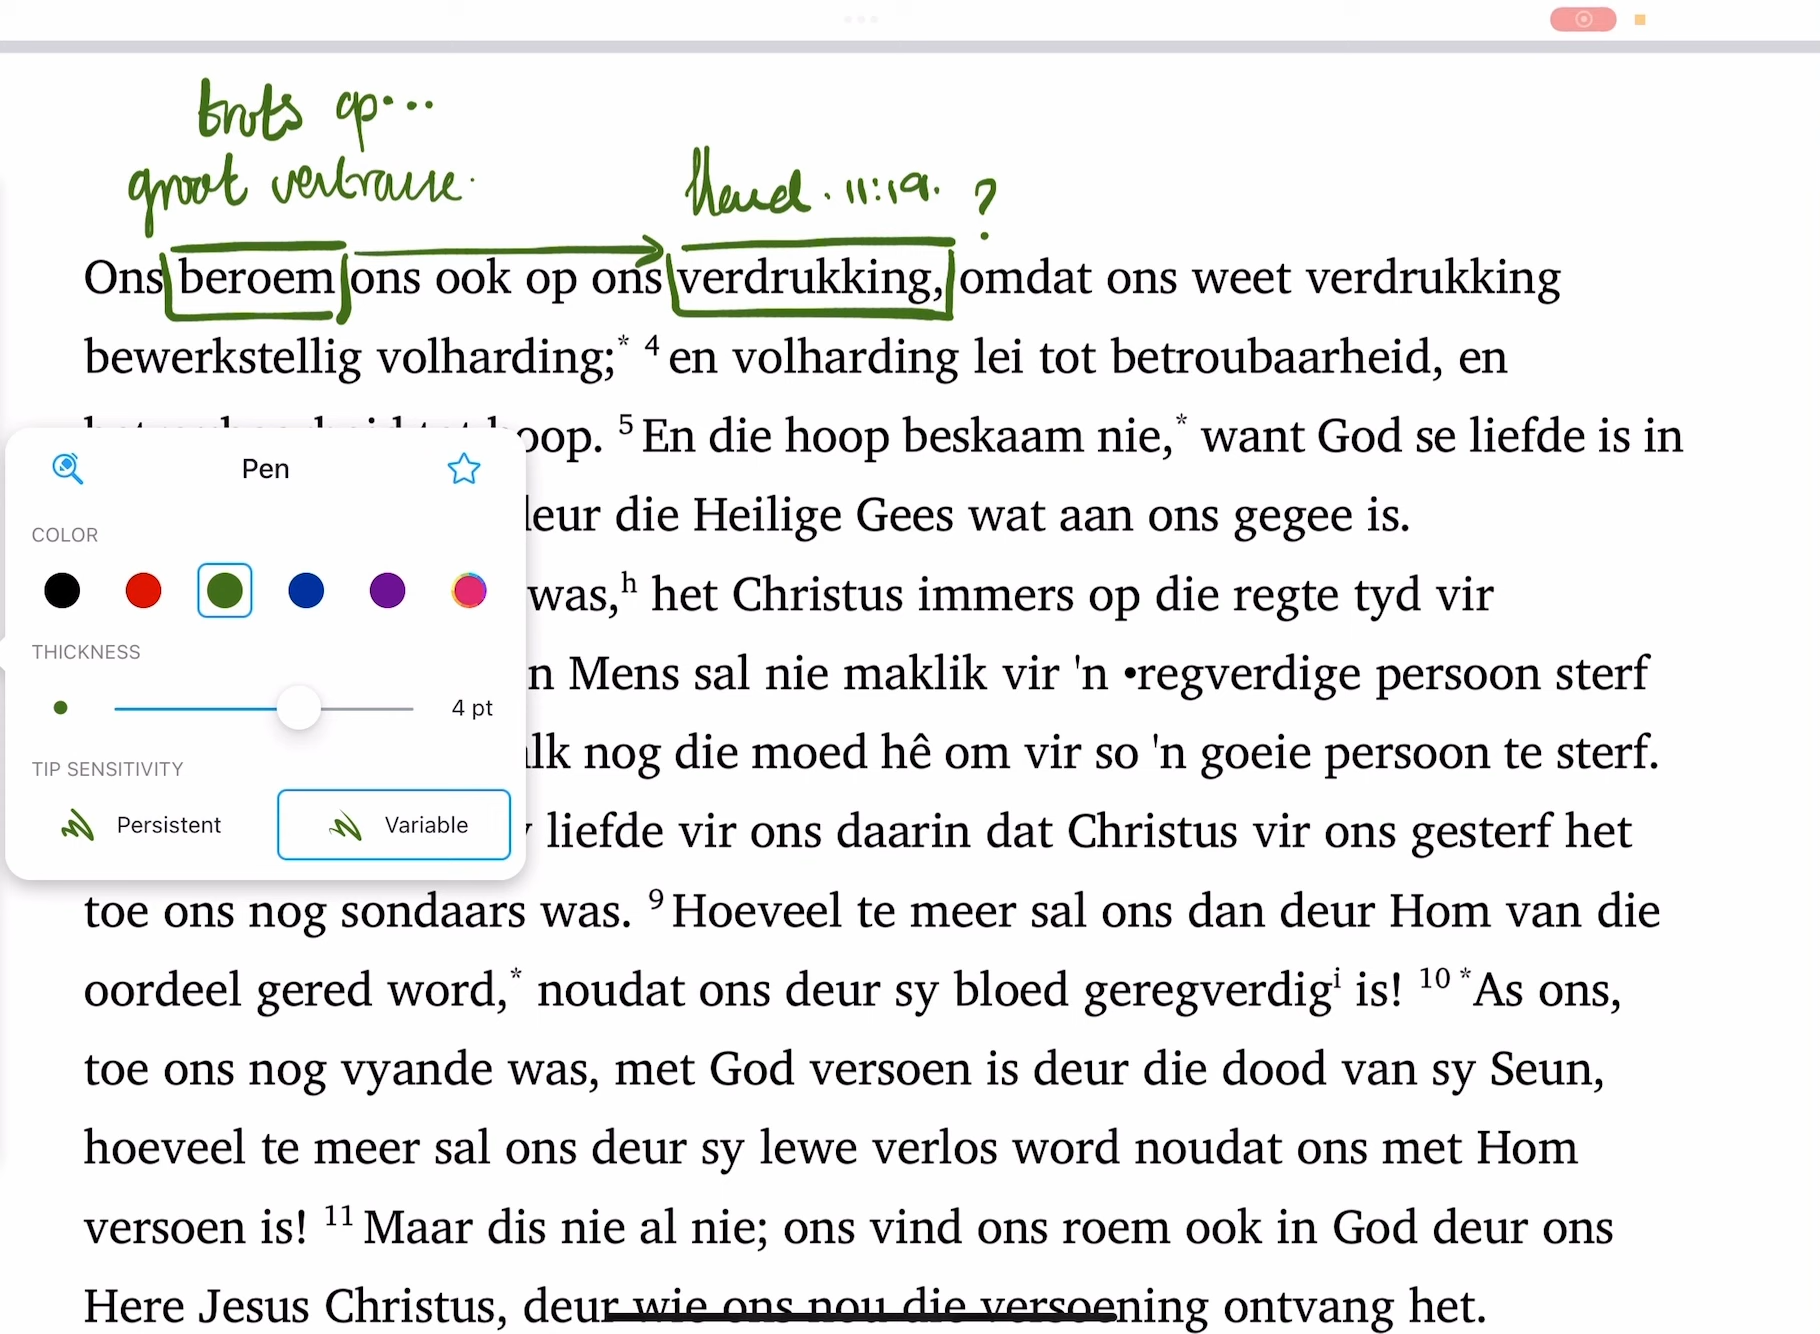 trots op...
groot vertroue.
Hand. 11:19. ?
Ons beroem ons ook op ons verdrukking, omdat ons weet verdrukking
bewerkstellig volharding;* 4 en volharding lei tot betroubaarheid, en
oop. 5 En die hoop beskaam nie,* want God se liefde is in
Pen
leur die Heilige Gees wat aan ons gegee is.
COLOR
was,h het Christus immers op die regte tyd vir
THICKNESS
n Mens sal nie maklik vir 'n •regverdige persoon sterf
4 pt
lk nog die moed hê om vir so 'n goeie persoon te sterf.
TIP SENSITIVITY
Persistent Variable
liefde vir ons daarin dat Christus vir ons gesterf het
toe ons nog sondaars was. 9 Hoeveel te meer sal ons dan deur Hom van die
oordeel gered word,* noudat ons deur sy bloed geregverdigi is! 10 *As ons,
toe ons nog vyande was, met God versoen is deur die dood van sy Seun,
hoeveel te meer sal ons deur sy lewe verlos word noudat ons met Hom
versoen is! 11 Maar dis nie al nie; ons vind ons roem ook in God deur ons
Here Jesus Christus, deur wie ons nou die versoening ontvang het.